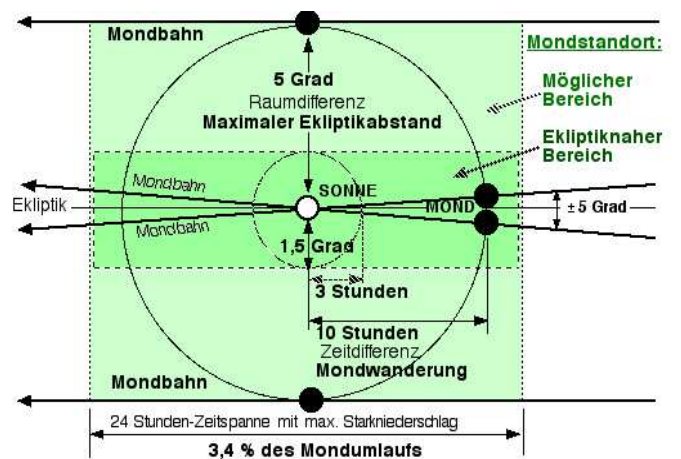 Mondbahn
Mondstandort:
5 Grad
Raumdifferenz
Maximaler Ekliptikabstand
Möglicher
Bereich
Ekliptiknaher
Bereich
Mondbahn
SONNE
Ekliptik
MOND
±5 Grad
Mondbahn
1,5 Grad
3 Stunden
10 Stunden
Zeitdifferenz
Mondwanderung
Mondbahn
24 Stunden-Zeitspanne mit max. Starkniederschlag
3,4 % des Mondumlaufs